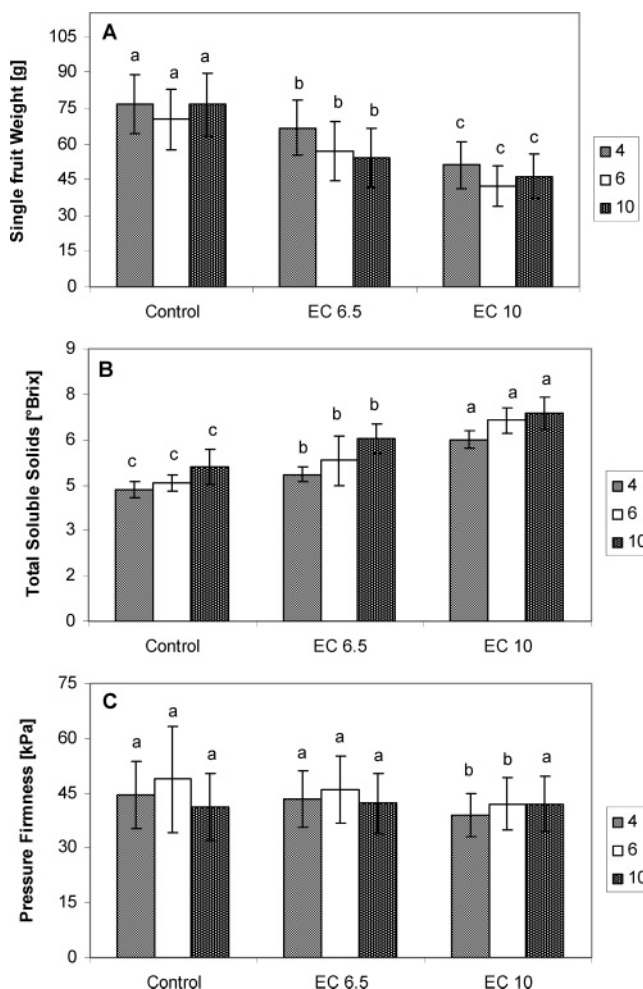 A
Single fruit Weight [g]
105
90
75
60
45
30
15
0
a a a
b b b
c c c
Control EC 6.5 EC 10
4
6
10
B
Total Soluble Solids [°Brix]
9
8
6
5
3
2
0
c c c
b b b
a a a
Control EC 6.5 EC 10
4
6
10
C
Pressure Firmness [kPa]
75
60
45
30
15
0
a a a
a a a
b b a
Control EC 6.5 EC 10
4
6
10